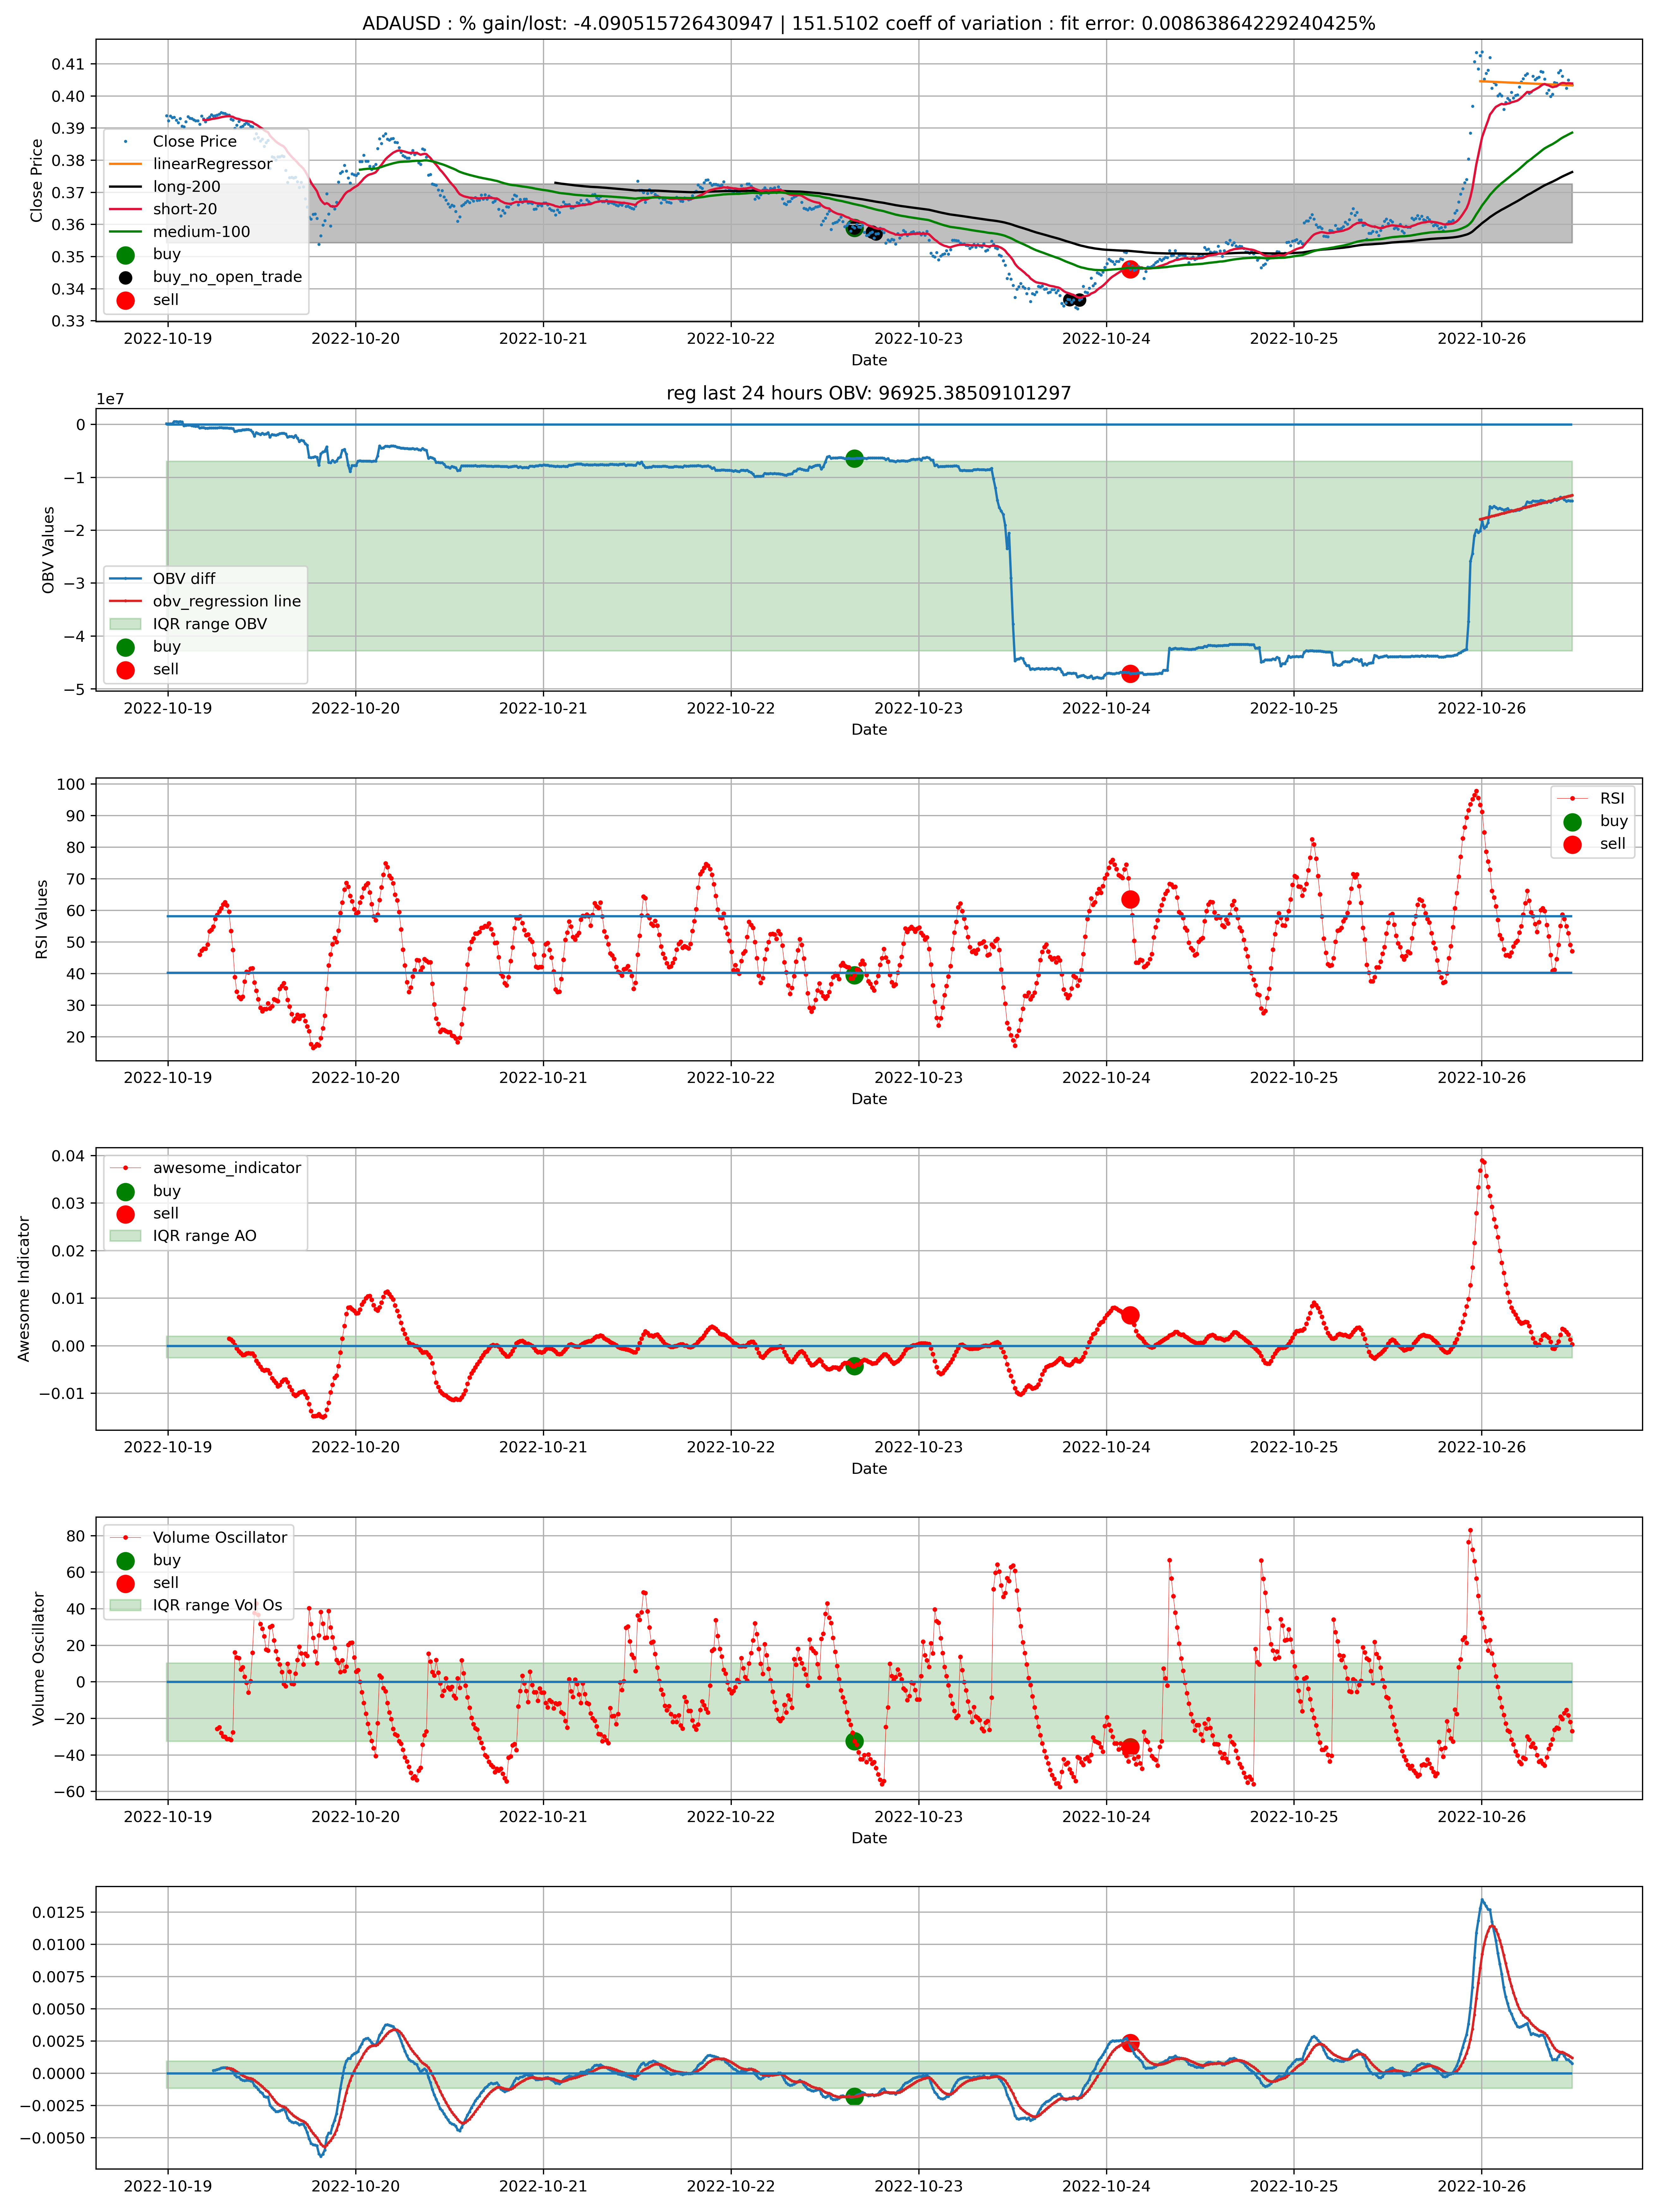 ADAUSD : % gain/lost: -4.090515726430947 | 151.5102 coeff of variation : fit error: 0.00863864229240425%
0.41
0.40
0.39
0.38
0.37
0.36
0.35
0.34
0.33
Close Price
Close Price
linearRegressor
long-200
short-20
medium-100
buy
buy_no_open_trade
sell
2022-10-19 2022-10-20 2022-10-21 2022-10-22 2022-10-23 2022-10-24 2022-10-25 2022-10-26
Date
reg last 24 hours OBV: 96925.38509101297
1e7
0
−1
−2
−3
−4
−5
OBV Values
OBV diff
obv_regression line
IQR range OBV
buy
sell
2022-10-19 2022-10-20 2022-10-21 2022-10-22 2022-10-23 2022-10-24 2022-10-25 2022-10-26
Date
100
90
80
70
60
50
40
30
20
RSI Values
RSI
buy
sell
2022-10-19 2022-10-20 2022-10-21 2022-10-22 2022-10-23 2022-10-24 2022-10-25 2022-10-26
Date
0.04
0.03
0.02
0.01
0.00
−0.01
Awesome Indicator
awesome_indicator
buy
sell
IQR range AO
2022-10-19 2022-10-20 2022-10-21 2022-10-22 2022-10-23 2022-10-24 2022-10-25 2022-10-26
Date
80
60
40
20
0
−20
−40
−60
Volume Oscillator
Volume Oscillator
buy
sell
IQR range Vol Os
2022-10-19 2022-10-20 2022-10-21 2022-10-22 2022-10-23 2022-10-24 2022-10-25 2022-10-26
Date
0.0125
0.0100
0.0075
0.0050
0.0025
0.0000
−0.0025
−0.0050
2022-10-19 2022-10-20 2022-10-21 2022-10-22 2022-10-23 2022-10-24 2022-10-25 2022-10-26